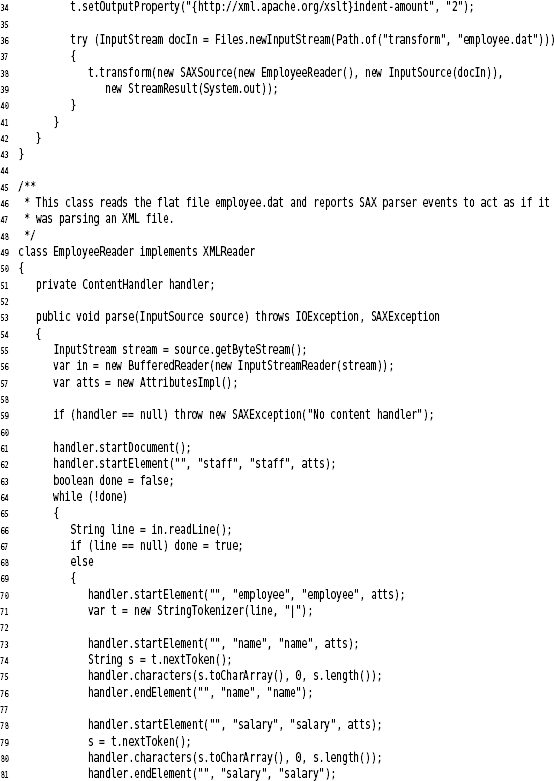 34 t.setOutputProperty("{http://xml.apache.org/xslt}indent-amount", "2");
35
36 try (InputStream docIn = Files.newInputStream(Path.of("transform", "employee.dat")))
37 {
38 t.transform(new SAXSource(new EmployeeReader(), new InputSource(docIn)),
39 new StreamResult(System.out));
40 }
41 }
42 }
43 }
44
45 /**
46 * This class reads the flat file employee.dat and reports SAX parser events to act as if it
47 * was parsing an XML file.
48 */
49 class EmployeeReader implements XMLReader
50 {
51 private ContentHandler handler;
52
53 public void parse(InputSource source) throws IOException, SAXException
54 {
55 InputStream stream = source.getByteStream();
56 var in = new BufferedReader(new InputStreamReader(stream));
57 var atts = new AttributesImpl();
58
59 if (handler == null) throw new SAXException("No content handler");
60
61 handler.startDocument();
62 handler.startElement("", "staff", "staff", atts);
63 boolean done = false;
64 while (!done)
65 {
66 String line = in.readLine();
67 if (line == null) done = true;
68 else
69 {
70 handler.startElement("", "employee", "employee", atts);
71 var t = new StringTokenizer(line, "|");
72
73 handler.startElement("", "name", "name", atts);
74 String s = t.nextToken();
75 handler.characters(s.toCharArray(), 0, s.length());
76 handler.endElement("", "name", "name");
77
78 handler.startElement("", "salary", "salary", atts);
79 s = t.nextToken();
80 handler.characters(s.toCharArray(), 0, s.length());
81 handler.endElement("", "salary", "salary");